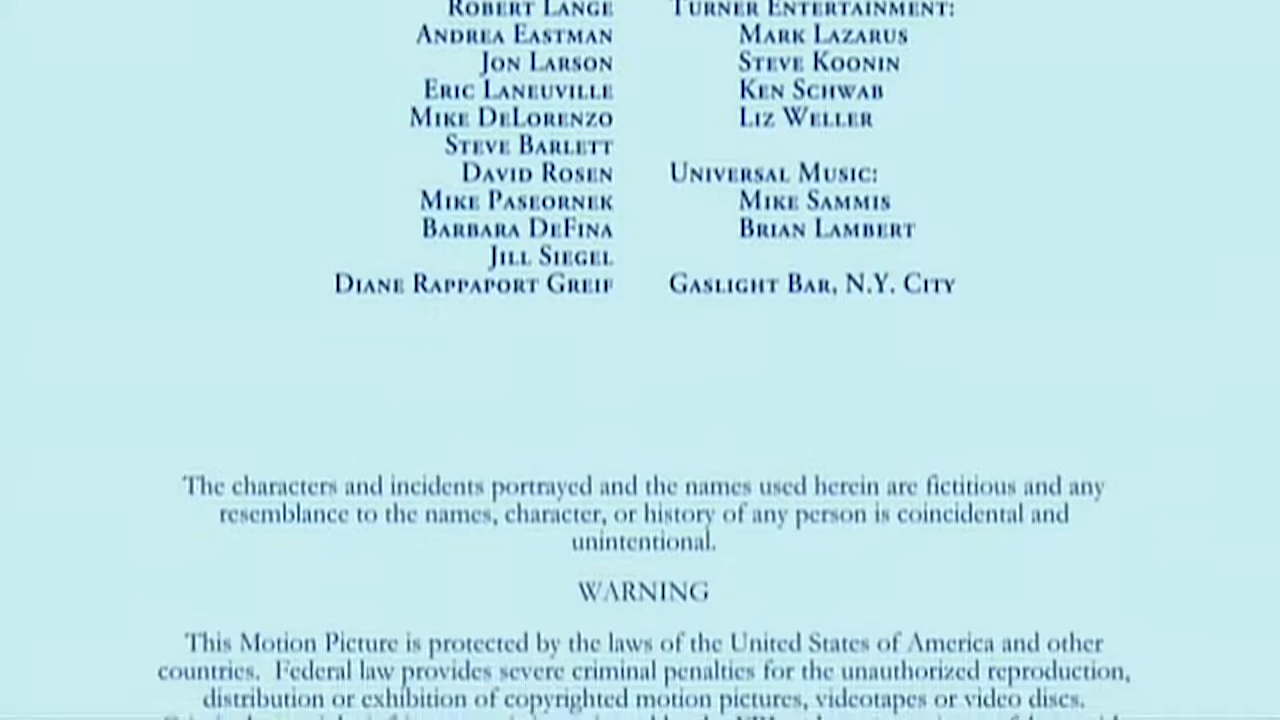 Robert Lange
Andrea Eastman
Jon Larson
Eric Laneuville
Mike DeLorenzo
Steve Barlett
David Rosen
Mike Paseornek
Barbara DeFina
Jill Siegel
Diane Rappaport Greif
Turner Entertainment:
Mark Lazarus
Steve Koonin
Ken Schwab
Liz Weller
Universal Music:
Mike Sammis
Brian Lambert
Gaslight Bar, N.Y. City
The characters and incidents portrayed and the names used herein are fictitious and any
resemblance to the names, character, or history of any person is coincidental and
unintentional.
WARNING
This Motion Picture is protected by the laws of the United States of America and other
countries. Federal law provides severe criminal penalties for the unauthorized reproduction,
distribution or exhibition of copyrighted motion pictures, videotapes or video discs.